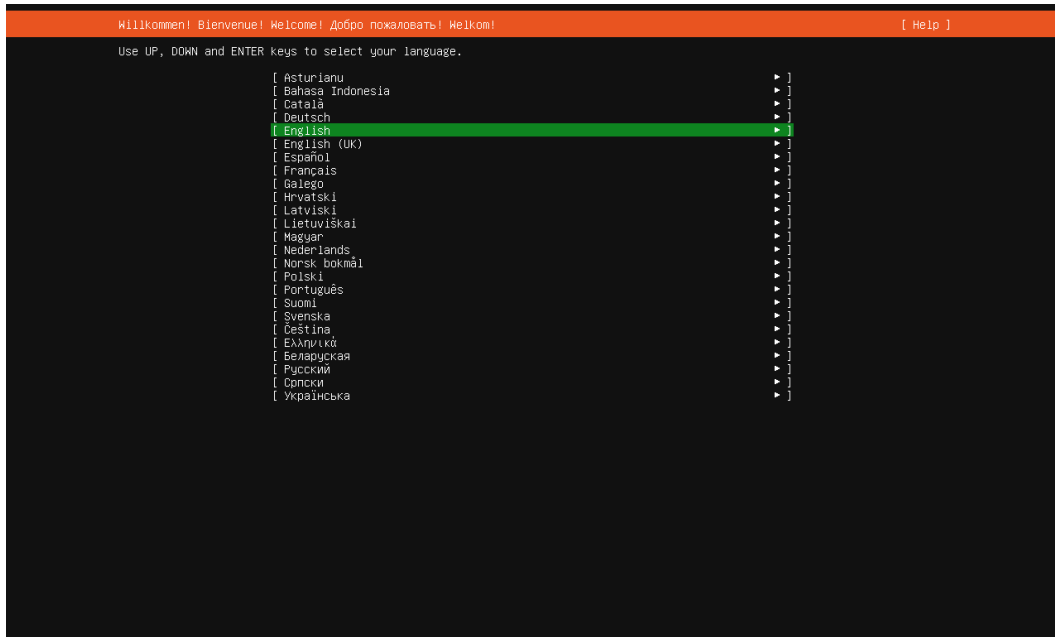 Willkommen! Bienvenue! Welcome! Добро пожаловать! Welkom! [ Help ]
Use UP, DOWN and ENTER keys to select your language.
[ Asturianu ► ]
[ Bahasa Indonesia ► ]
[ Català ► ]
[ Deutsch ► ]
[ English ► ]
[ English (UK) ► ]
[ Español ► ]
[ Français ► ]
[ Galego ► ]
[ Hrvatski ► ]
[ Latviski ► ]
[ Lietuviškai ► ]
[ Magyar ► ]
[ Nederlands ► ]
[ Norsk bokmål ► ]
[ Polski ► ]
[ Português ► ]
[ Suomi ► ]
[ Svenska ► ]
[ Čeština ► ]
[ Ελληνικά ► ]
[ Беларуская ► ]
[ Русский ► ]
[ Српски ► ]
[ Українська ► ]